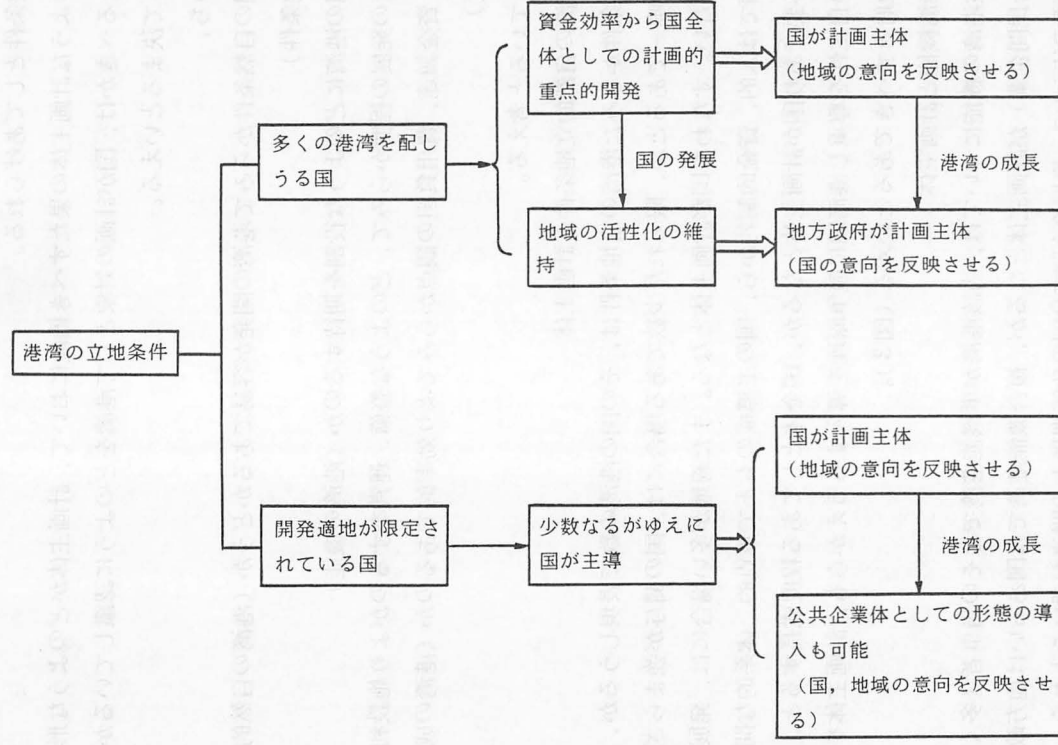 資金効率から国全
体としての計画的
重点的開発
国が計画主体
（地域の意向を反映させる）
多くの港湾を配し
うる国
国の発展
港湾の成長
地域の活性化の維
持
地方政府が計画主体
（国の意向を反映させる）
港湾の立地条件
開発適地が限定さ
れている国
少数なるがゆえに
国が主導
国が計画主体
（地域の意向を反映させる）
港湾の成長
公共企業体としての形態の導
入も可能
（国，地域の意向を反映させ
る）